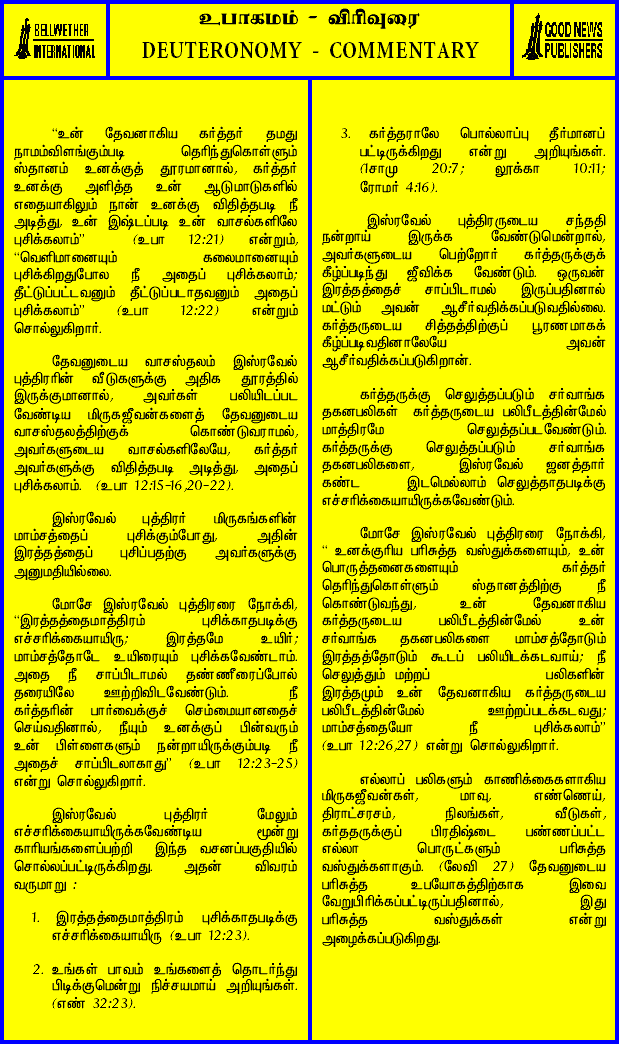 BELLWETHER
INTERNATIONAL
உபாகமம் - விரிவுரை
DEUTERONOMY - COMMENTARY
GOOD NEWS
PUBLISHERS
“உன் தேவனாகிய கர்த்தர் தமது
நாமம்விளங்கும்படி தெரிந்துகொள்ளும்
ஸ்தானம் உனக்குத் தூரமானால், கர்த்தர்
உனக்கு அளித்த உன் ஆடுமாடுகளில்
எதையாகிலும் நான் உனக்கு விதித்தபடி நீ
அடித்து, உன் இஷ்டப்படி உன் வாசல்களிலே
புசிக்கலாம்” (உபா 12:21) என்றும்,
“வெளிமானையும் கலைமானையும்
புசிக்கிறதுபோல நீ அதைப் புசிக்கலாம்;
தீட்டுப்பட்டவனும் தீட்டுப்படாதவனும் அதைப்
புசிக்கலாம்” (உபா 12:22) என்றும்
சொல்லுகிறார்.
தேவனுடைய வாசஸ்தலம் இஸ்ரவேல்
புத்திரரின் வீடுகளுக்கு அதிக தூரத்தில்
இருக்குமானால், அவர்கள் பலியிடப்பட
வேண்டிய மிருகஜீவன்களைத் தேவனுடைய
வாசஸ்தலத்திற்குக் கொண்டுவராமல்,
அவர்களுடைய வாசல்களிலேயே, கர்த்தர்
அவர்களுக்கு விதித்தபடி அடித்து, அதைப்
புசிக்கலாம். (உபா 12:15-16,20-22).
இஸ்ரவேல் புத்திரர் மிருகங்களின்
மாம்சத்தைப் புசிக்கும்போது, அதின்
இரத்தத்தைப் புசிப்பதற்கு அவர்களுக்கு
அனுமதியில்லை.
மோசே இஸ்ரவேல் புத்திரரை நோக்கி,
“இரத்தத்தைமாத்திரம் புசிக்காதபடிக்கு
எச்சரிக்கையாயிரு; இரத்தமே உயிர்;
மாம்சத்தோடே உயிரையும் புசிக்கவேண்டாம்.
அதை நீ சாப்பிடாமல் தண்ணீரைப்போல்
தரையிலே ஊற்றிவிடவேண்டும். நீ
கர்த்தரின் பார்வைக்குச் செம்மையானதைச்
செய்வதினால், நீயும் உனக்குப் பின்வரும்
உன் பிள்ளைகளும் நன்றாயிருக்கும்படி நீ
அதைச் சாப்பிடலாகாது” (உபா 12:23-25)
என்று சொல்லுகிறார்.
இஸ்ரவேல் புத்திரர் மேலும்
எச்சரிக்கையாயிருக்கவேண்டிய மூன்று
காரியங்களைப்பற்றி இந்த வசனப்பகுதியில்
சொல்லப்பட்டிருக்கிறது. அதன் விவரம்
வருமாறு :
1. இரத்தத்தைமாத்திரம் புசிக்காதபடிக்கு
எச்சரிக்கையாயிரு (உபா 12:23).
2. உங்கள் பாவம் உங்களைத் தொடர்ந்து
பிடிக்குமென்று நிச்சயமாய் அறியுங்கள்.
(எண் 32:23).
3. கர்த்தராலே பொல்லாப்பு தீர்மானப்
பட்டிருக்கிறது என்று அறியுங்கள்.
(1சாமு 20:7; லூக்கா 10:11;
ரோமர் 4:16).
இஸ்ரவேல் புத்திரருடைய சந்ததி
நன்றாய் இருக்க வேண்டுமென்றால்,
அவர்களுடைய பெற்றோர் கர்த்தருக்குக்
கீழ்ப்படிந்து ஜீவிக்க வேண்டும். ஒருவன்
இரத்தத்தைச் சாப்பிடாமல் இருப்பதினால்
மட்டும் அவன் ஆசீர்வதிக்கப்படுவதில்லை.
கர்த்தருடைய சித்தத்திற்குப் பூரணமாகக்
கீழ்ப்படிவதினாலேயே அவன்
ஆசீர்வதிக்கப்படுகிறான்.
கர்த்தருக்கு செலுத்தப்படும் சர்வாங்க
தகனபலிகள் கர்த்தருடைய பலிபீடத்தின்மேல்
மாத்திரமே செலுத்தப்படவேண்டும்.
கர்த்தருக்கு செலுத்தப்படும் சர்வாங்க
தகனபலிகளை, இஸ்ரவேல் ஜனத்தார்
கண்ட இடமெல்லாம் செலுத்தாதபடிக்கு
எச்சரிக்கையாயிருக்கவேண்டும்.
மோசே இஸ்ரவேல் புத்திரரை நோக்கி,
“ உனக்குரிய பரிசுத்த வஸ்துக்களையும், உன்
பொருத்தனைகளையும் கர்த்தர்
தெரிந்துகொள்ளும் ஸ்தானத்திற்கு நீ
கொண்டுவந்து, உன் தேவனாகிய
கர்த்தருடைய பலிபீடத்தின்மேல் உன்
சர்வாங்க தகனபலிகளை மாம்சத்தோடும்
இரத்தத்தோடும் கூடப் பலியிடக்கடவாய்; நீ
செலுத்தும் மற்றப் பலிகளின்
இரத்தமும் உன் தேவனாகிய கர்த்தருடைய
பலிபீடத்தின்மேல் ஊற்றப்படக்கடவது;
மாம்சத்தையோ நீ புசிக்கலாம்”
(உபா 12:26,27) என்று சொல்லுகிறார்.
எல்லாப் பலிகளும் காணிக்கைகளாகிய
மிருகஜீவன்கள், மாவு, எண்ணெய்,
திராட்சரசம், நிலங்கள், வீடுகள்,
கர்த்தருக்குப் பிரதிஷ்டை பண்ணப்பட்ட
எல்லா பொருட்களும் பரிசுத்த
வஸ்துக்களாகும். (லேவி 27) தேவனுடைய
பரிசுத்த உபயோகத்திற்காக இவை
வேறுபிரிக்கப்பட்டிருப்பதினால், இது
பரிசுத்த வஸ்துக்கள் என்று
அழைக்கப்படுகிறது.